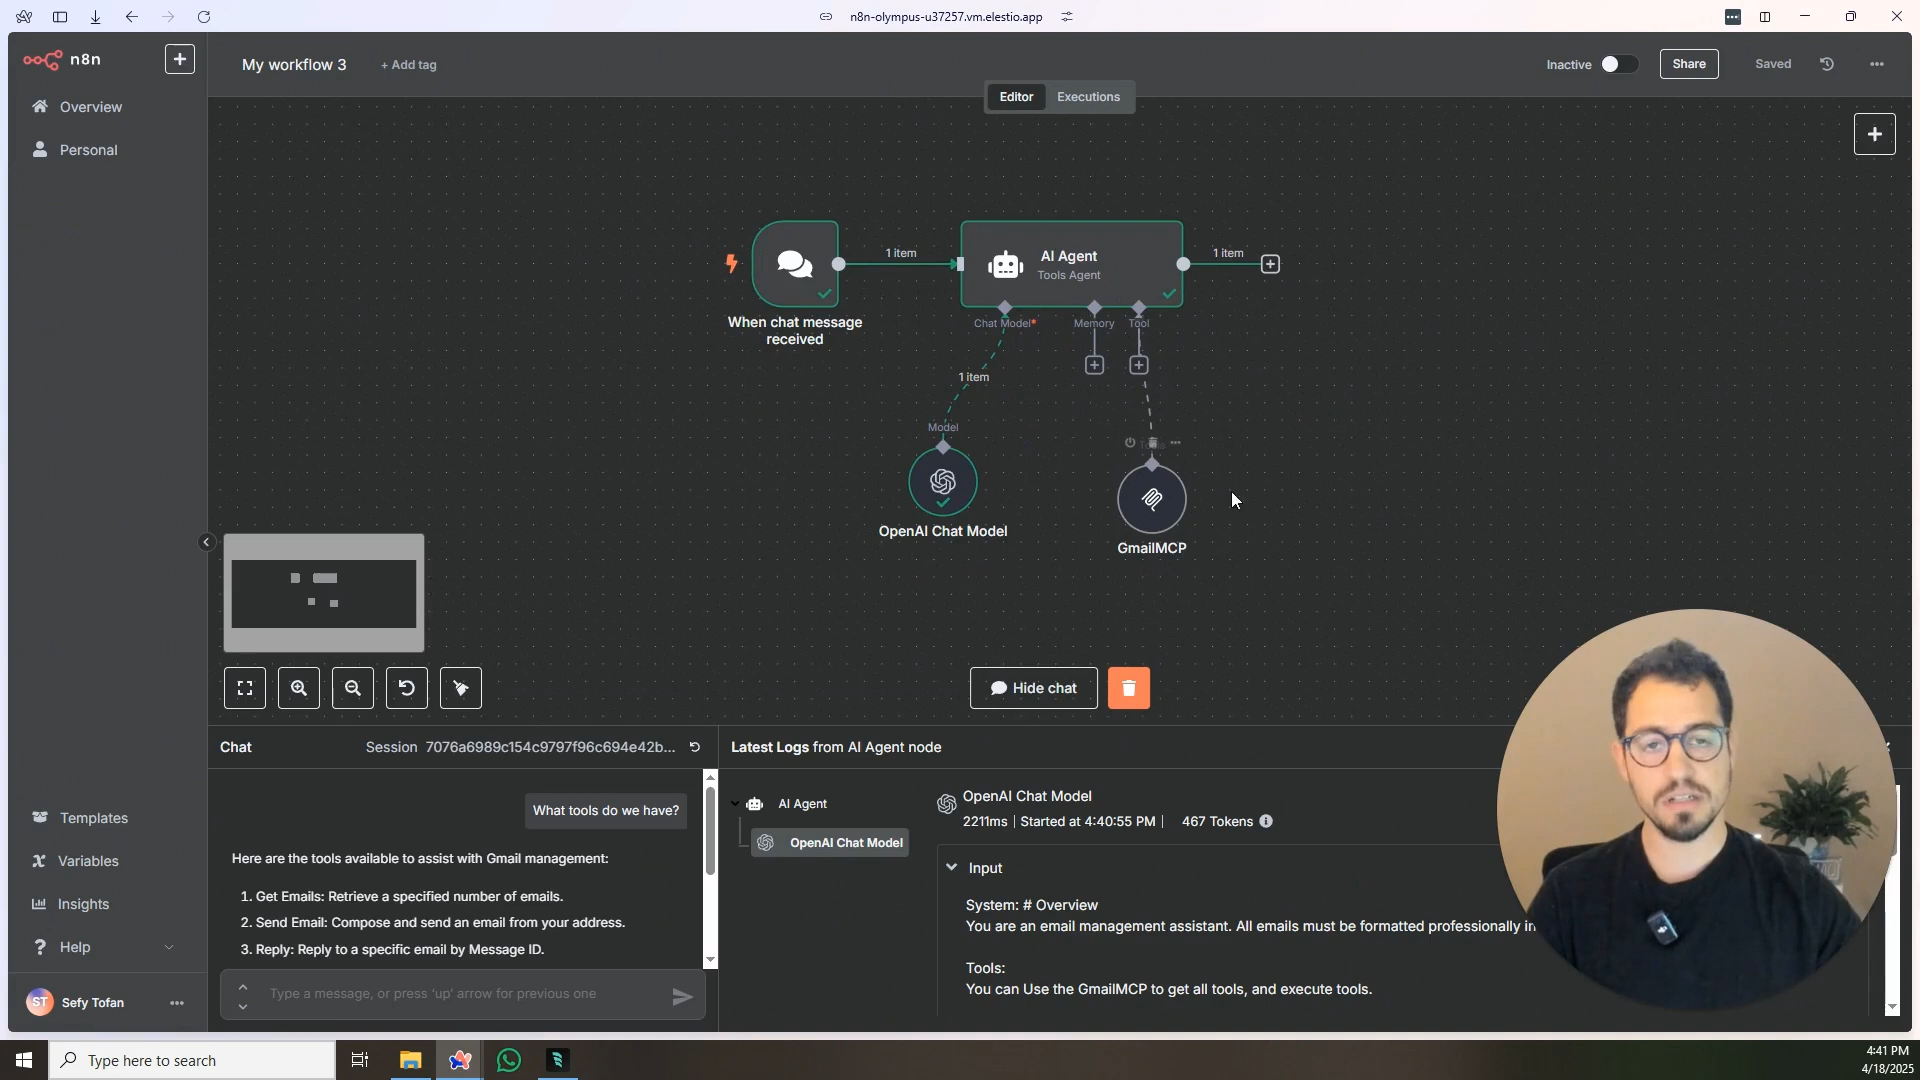 n8n-olympus-u37257.vm.elestio.app
n8n
My workflow 3
+ Add tag
Inactive
Share
Saved
Editor
Executions
Overview
Personal
1 item
1 item
AI Agent
Tools Agent
When chat message
received
Chat Model*
Memory
Tool
1 item
Model
OpenAI Chat Model
GmailMCP
Hide chat
Chat
Session 7076a6989c154c9797f96c694e42b...
Latest Logs from AI Agent node
What tools do we have?
Here are the tools available to assist with Gmail management:
1. Get Emails: Retrieve a specified number of emails.
2. Send Email: Compose and send an email from your address.
3. Reply: Reply to a specific email by Message ID.
Type a message, or press 'up' arrow for previous one
AI Agent
OpenAI Chat Model
OpenAI Chat Model
2211ms | Started at 4:40:55 PM | 467 Tokens
Input
System: # Overview
You are an email management assistant. All emails must be formatted professionally in
Tools:
You can Use the GmailMCP to get all tools, and execute tools.
Templates
Variables
Insights
Help
ST
Sefy Tofan
Type here to search
4:41 PM
4/18/2025